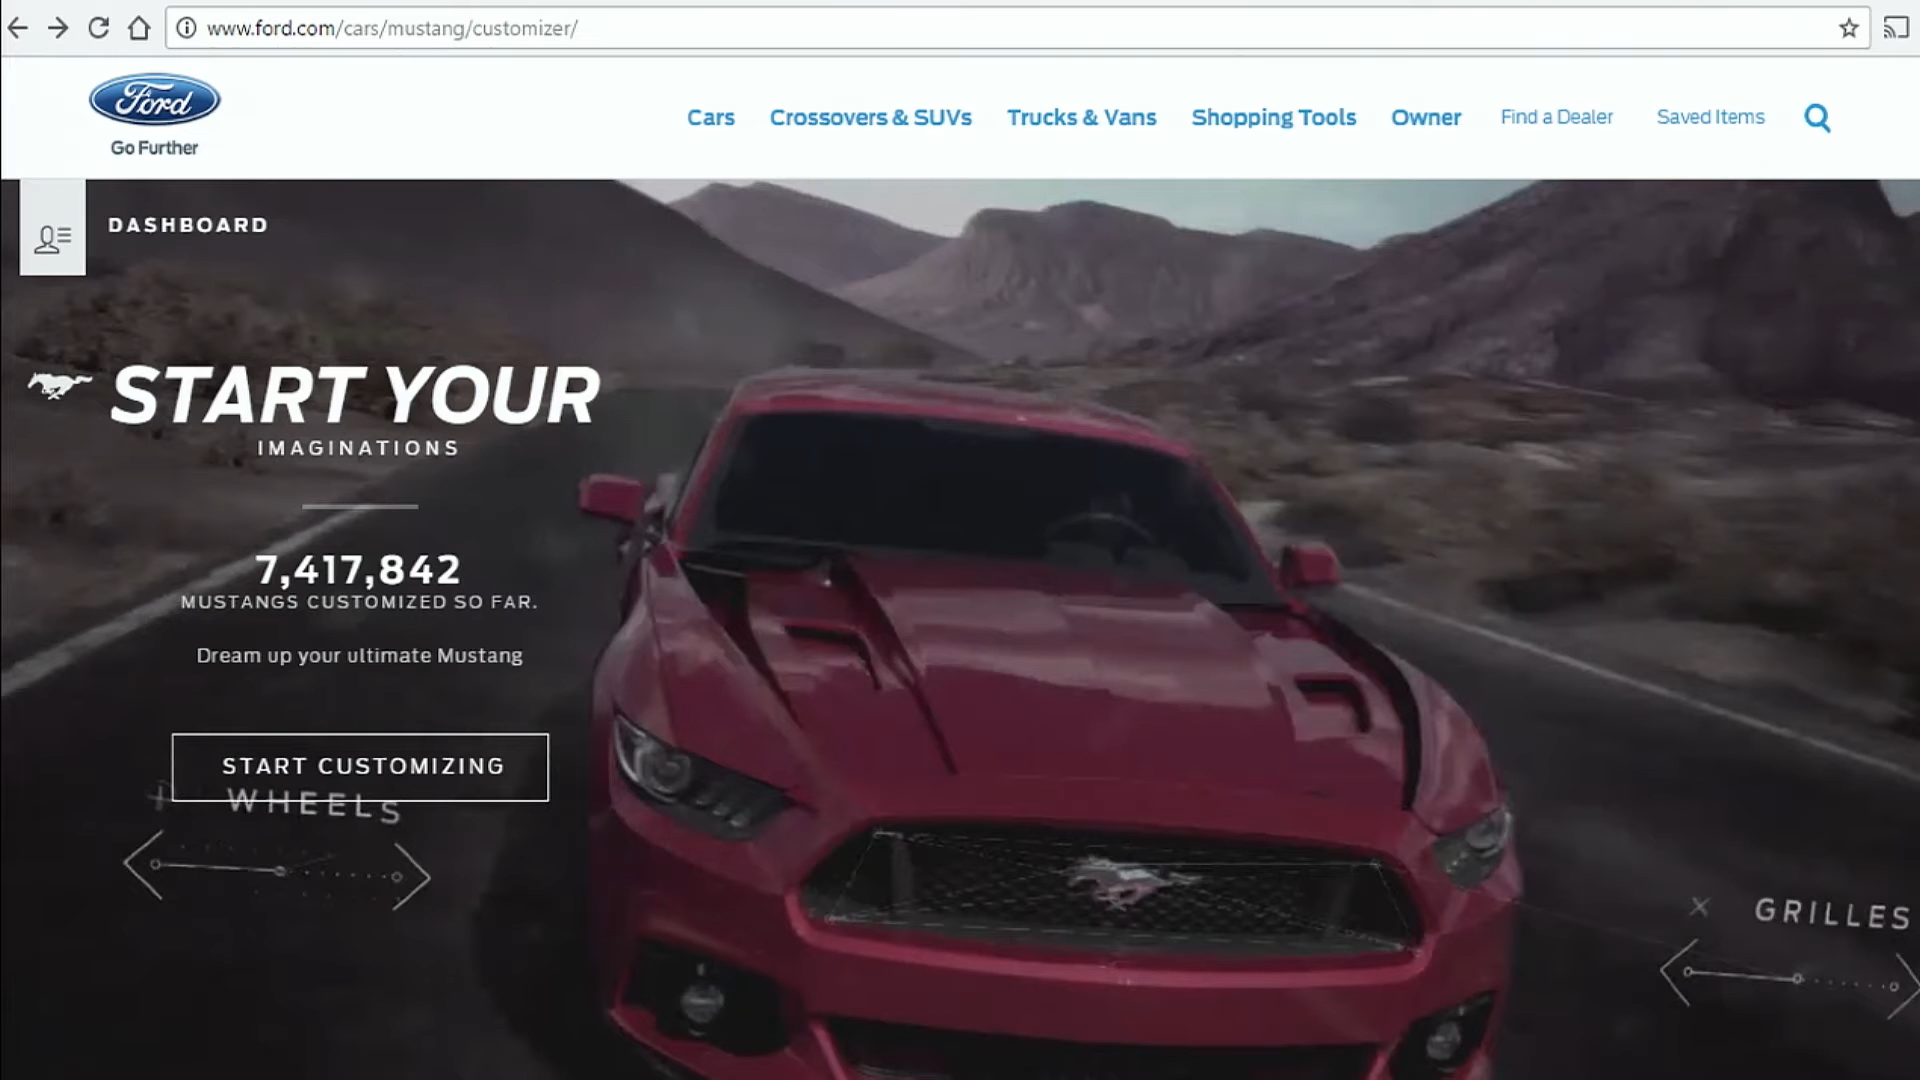 www.ford.com/cars/mustang/customizer/
Ford
Go Further
Cars Crossovers & SUVs Trucks & Vans Shopping Tools Owner Find a Dealer Saved Items
DASHBOARD
START YOUR
IMAGINATIONS
7,417,842
MUSTANGS CUSTOMIZED SO FAR.
Dream up your ultimate Mustang
START CUSTOMIZING
WHEELS
GRILLES